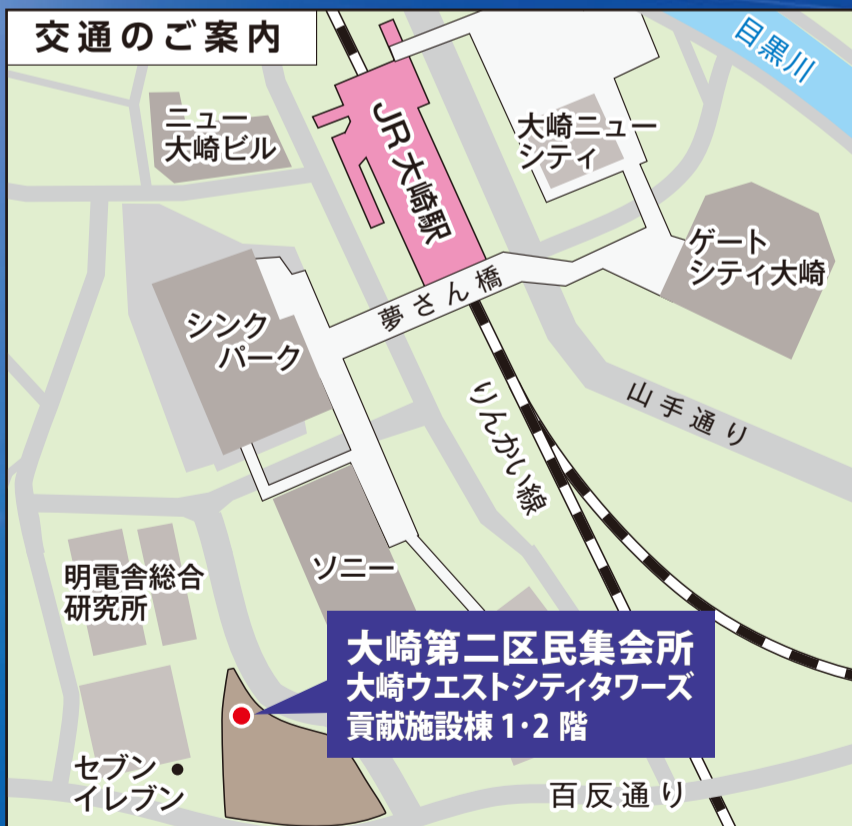 交通のご案内
目黒川
ニュー
大崎ビル
JR大崎駅
大崎ニュー
シティ
ゲート
シティ大崎
夢さん橋
シンク
パーク
山手通り
りんかい線
明電舎総合
研究所
ソニー
大崎第二区民集会所
大崎ウエストシティタワーズ
貢献施設棟 1・2 階
セブン
イレブン
百反通り